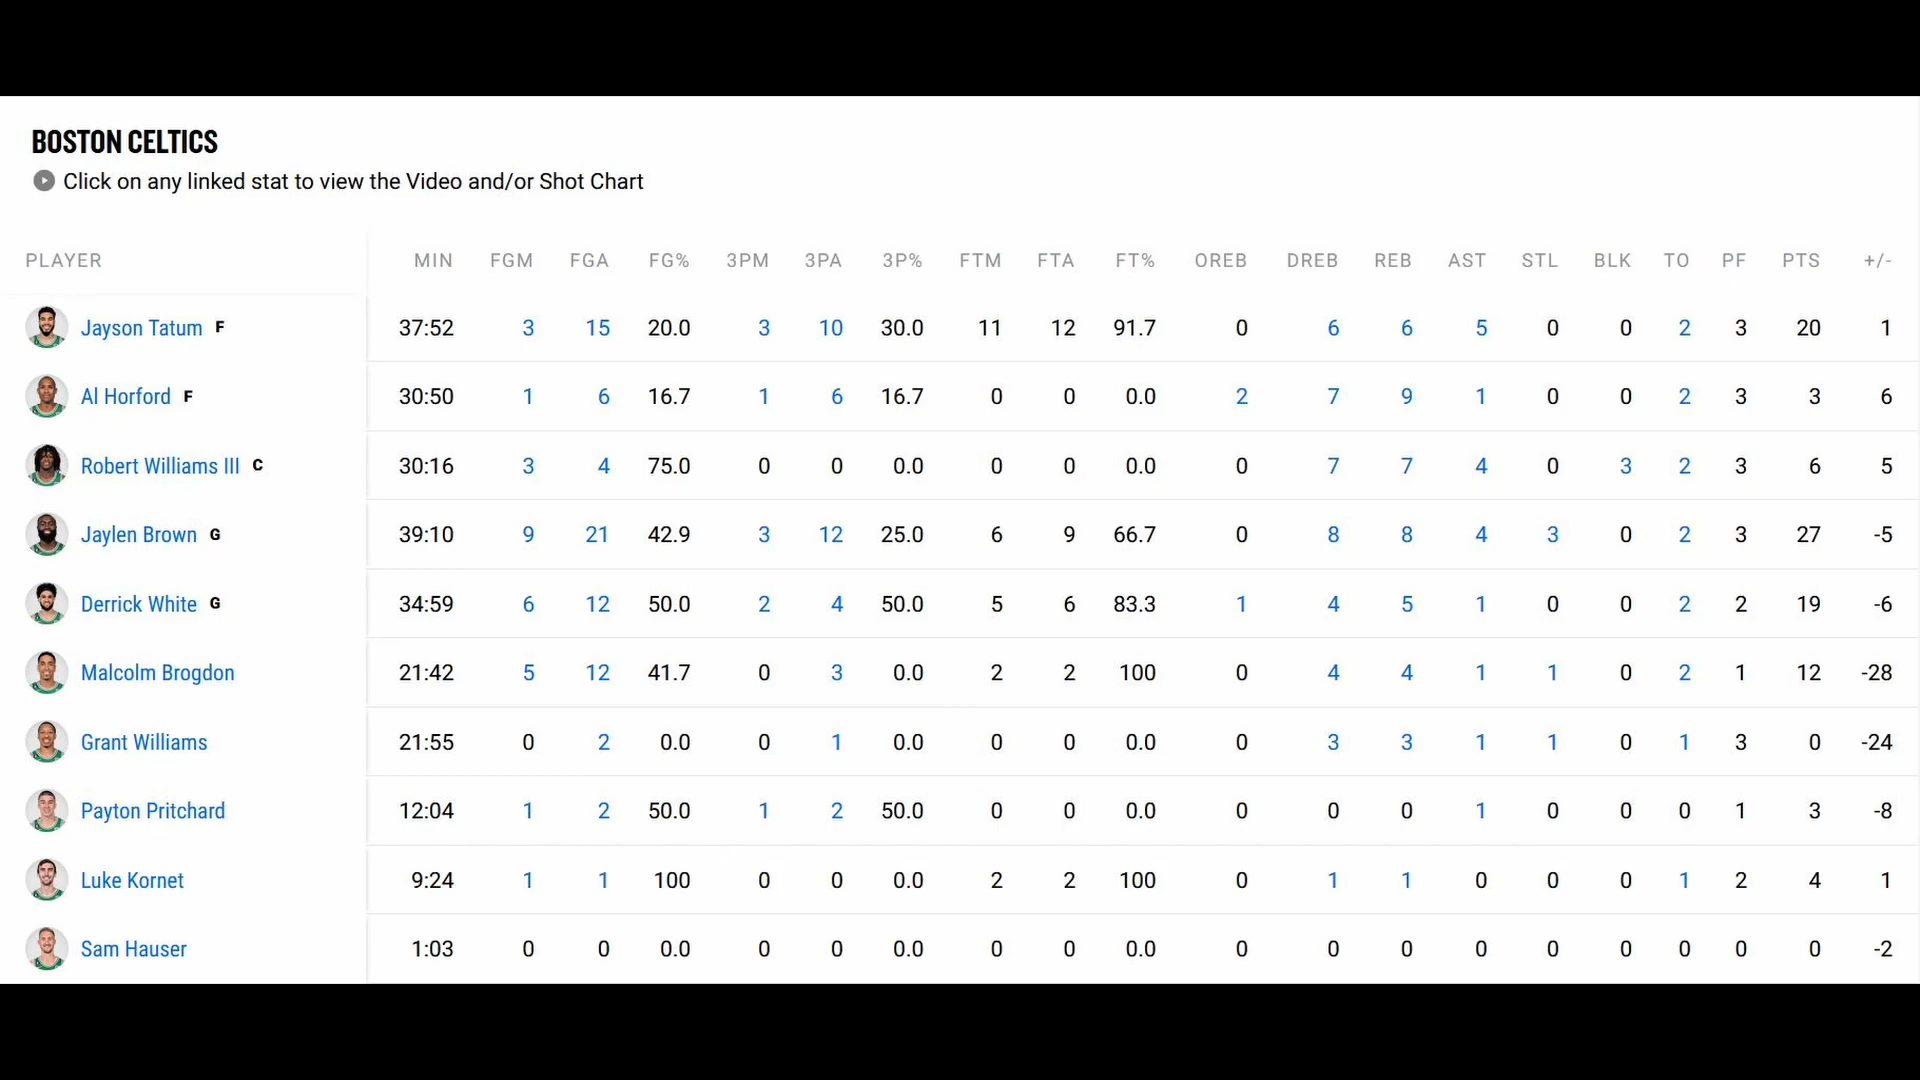 BOSTON CELTICS
Click on any linked stat to view the Video and/or Shot Chart
PLAYER MIN FGM FGA FG% 3PM 3PA 3P% FTM FTA FT% OREB DREB REB AST STL BLK TO PF PTS +/-
Jayson Tatum F 37:52 3 15 20.0 3 10 30.0 11 12 91.7 0 6 6 5 0 0 2 3 20 1
Al Horford F 30:50 1 6 16.7 1 6 16.7 0 0 0.0 2 7 9 1 0 0 2 3 3 6
Robert Williams III C 30:16 3 4 75.0 0 0 0.0 0 0 0.0 0 7 7 4 0 3 2 3 6 5
Jaylen Brown G 39:10 9 21 42.9 3 12 25.0 6 9 66.7 0 8 8 4 3 0 2 3 27 -5
Derrick White G 34:59 6 12 50.0 2 4 50.0 5 6 83.3 1 4 5 1 0 0 2 2 19 -6
Malcolm Brogdon 21:42 5 12 41.7 0 3 0.0 2 2 100 0 4 4 1 1 0 2 1 12 -28
Grant Williams 21:55 0 2 0.0 0 1 0.0 0 0 0.0 0 3 3 1 1 0 1 3 0 -24
Payton Pritchard 12:04 1 2 50.0 1 2 50.0 0 0 0.0 0 0 0 1 0 0 0 1 3 -8
Luke Kornet 9:24 1 1 100 0 0 0.0 2 2 100 0 1 1 0 0 0 1 2 4 1
Sam Hauser 1:03 0 0 0.0 0 0 0.0 0 0 0.0 0 0 0 0 0 0 0 0 0 -2